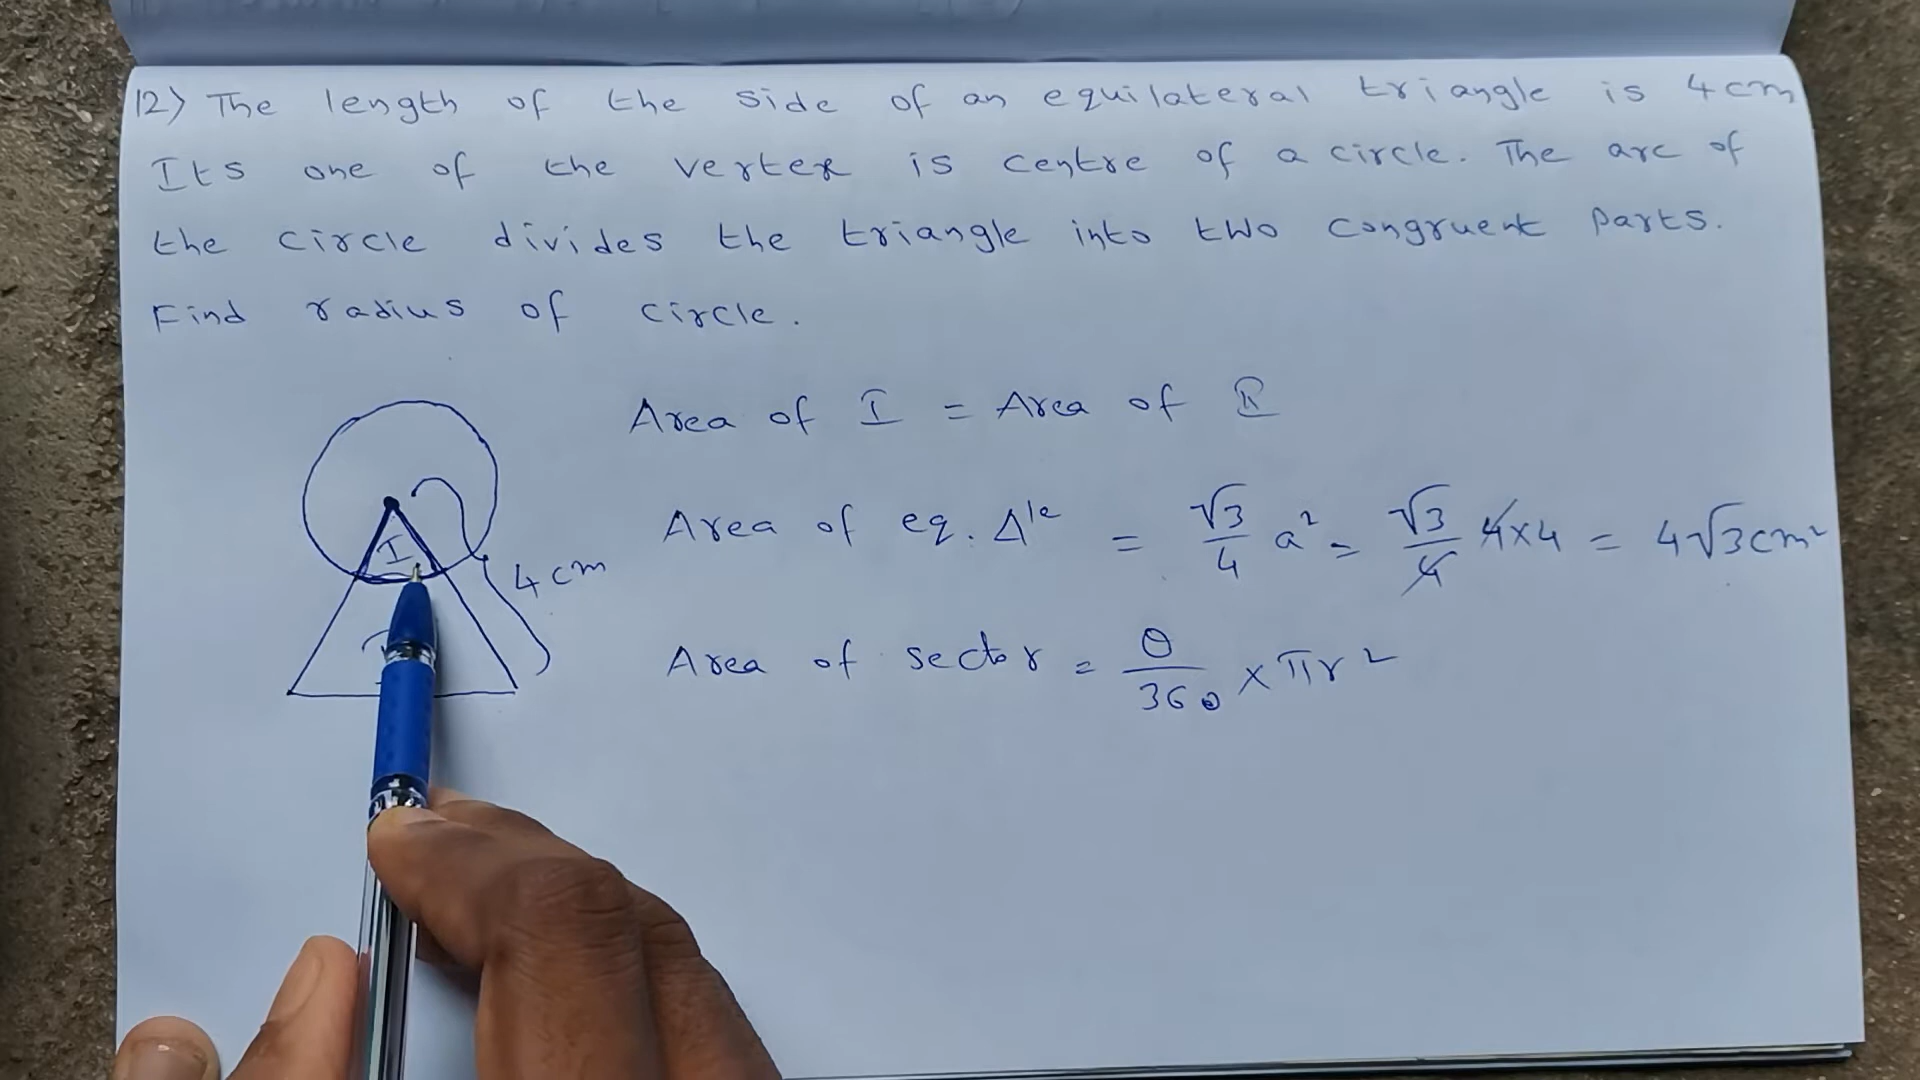 12) The length of the side of an equilateral triangle is 4cm
Its one of the vertex is centre of a circle. The arc of
the circle divides the triangle into two congruent parts.
Find radius of circle.
Area of I = Area of II
I
4cm
Area of eq. Δle = √3/4 a² = √3/4 4×4 = 4√3cm²
Area of sector = θ/360 × πr²